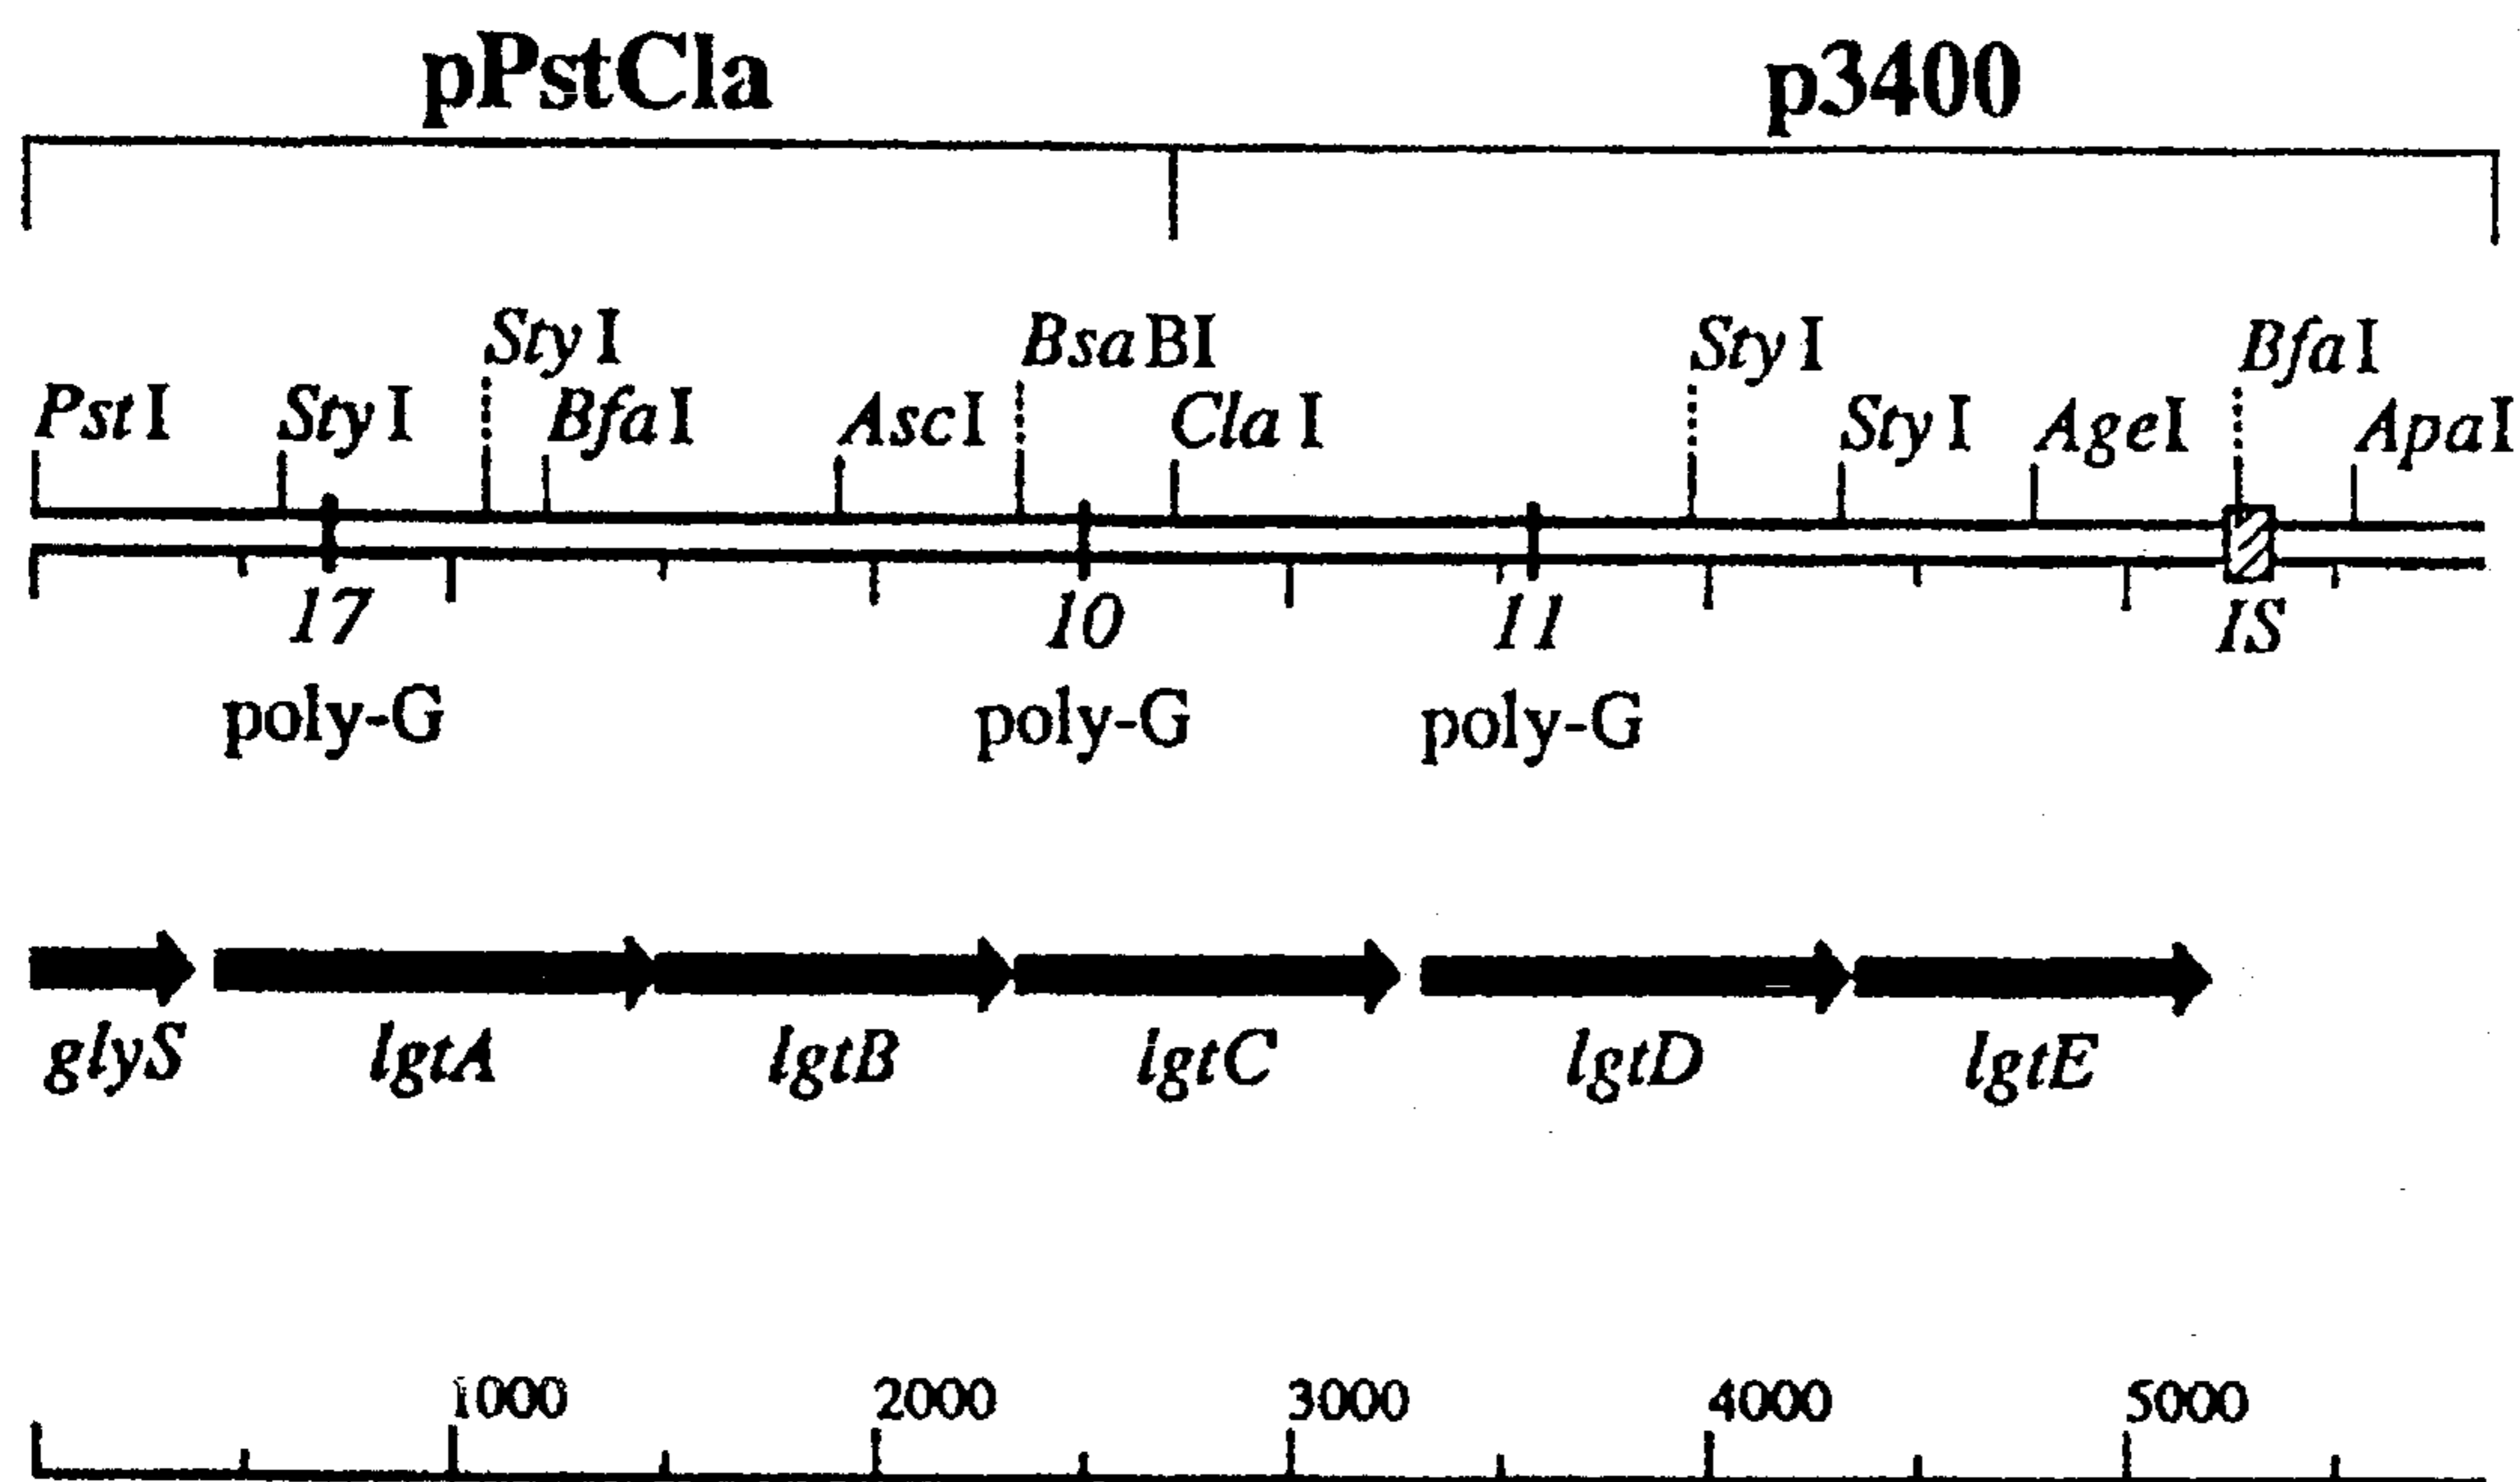 pPstCla p3400
StyI BsaBI StyI BfaI
PstI StyI BfaI AscI ClaI StyI AgeI ApaI
17 10 11 IS
poly-G poly-G poly-G
glyS lgtA lgtB lgtC lgtD lgtE
1000 2000 3000 4000 5000